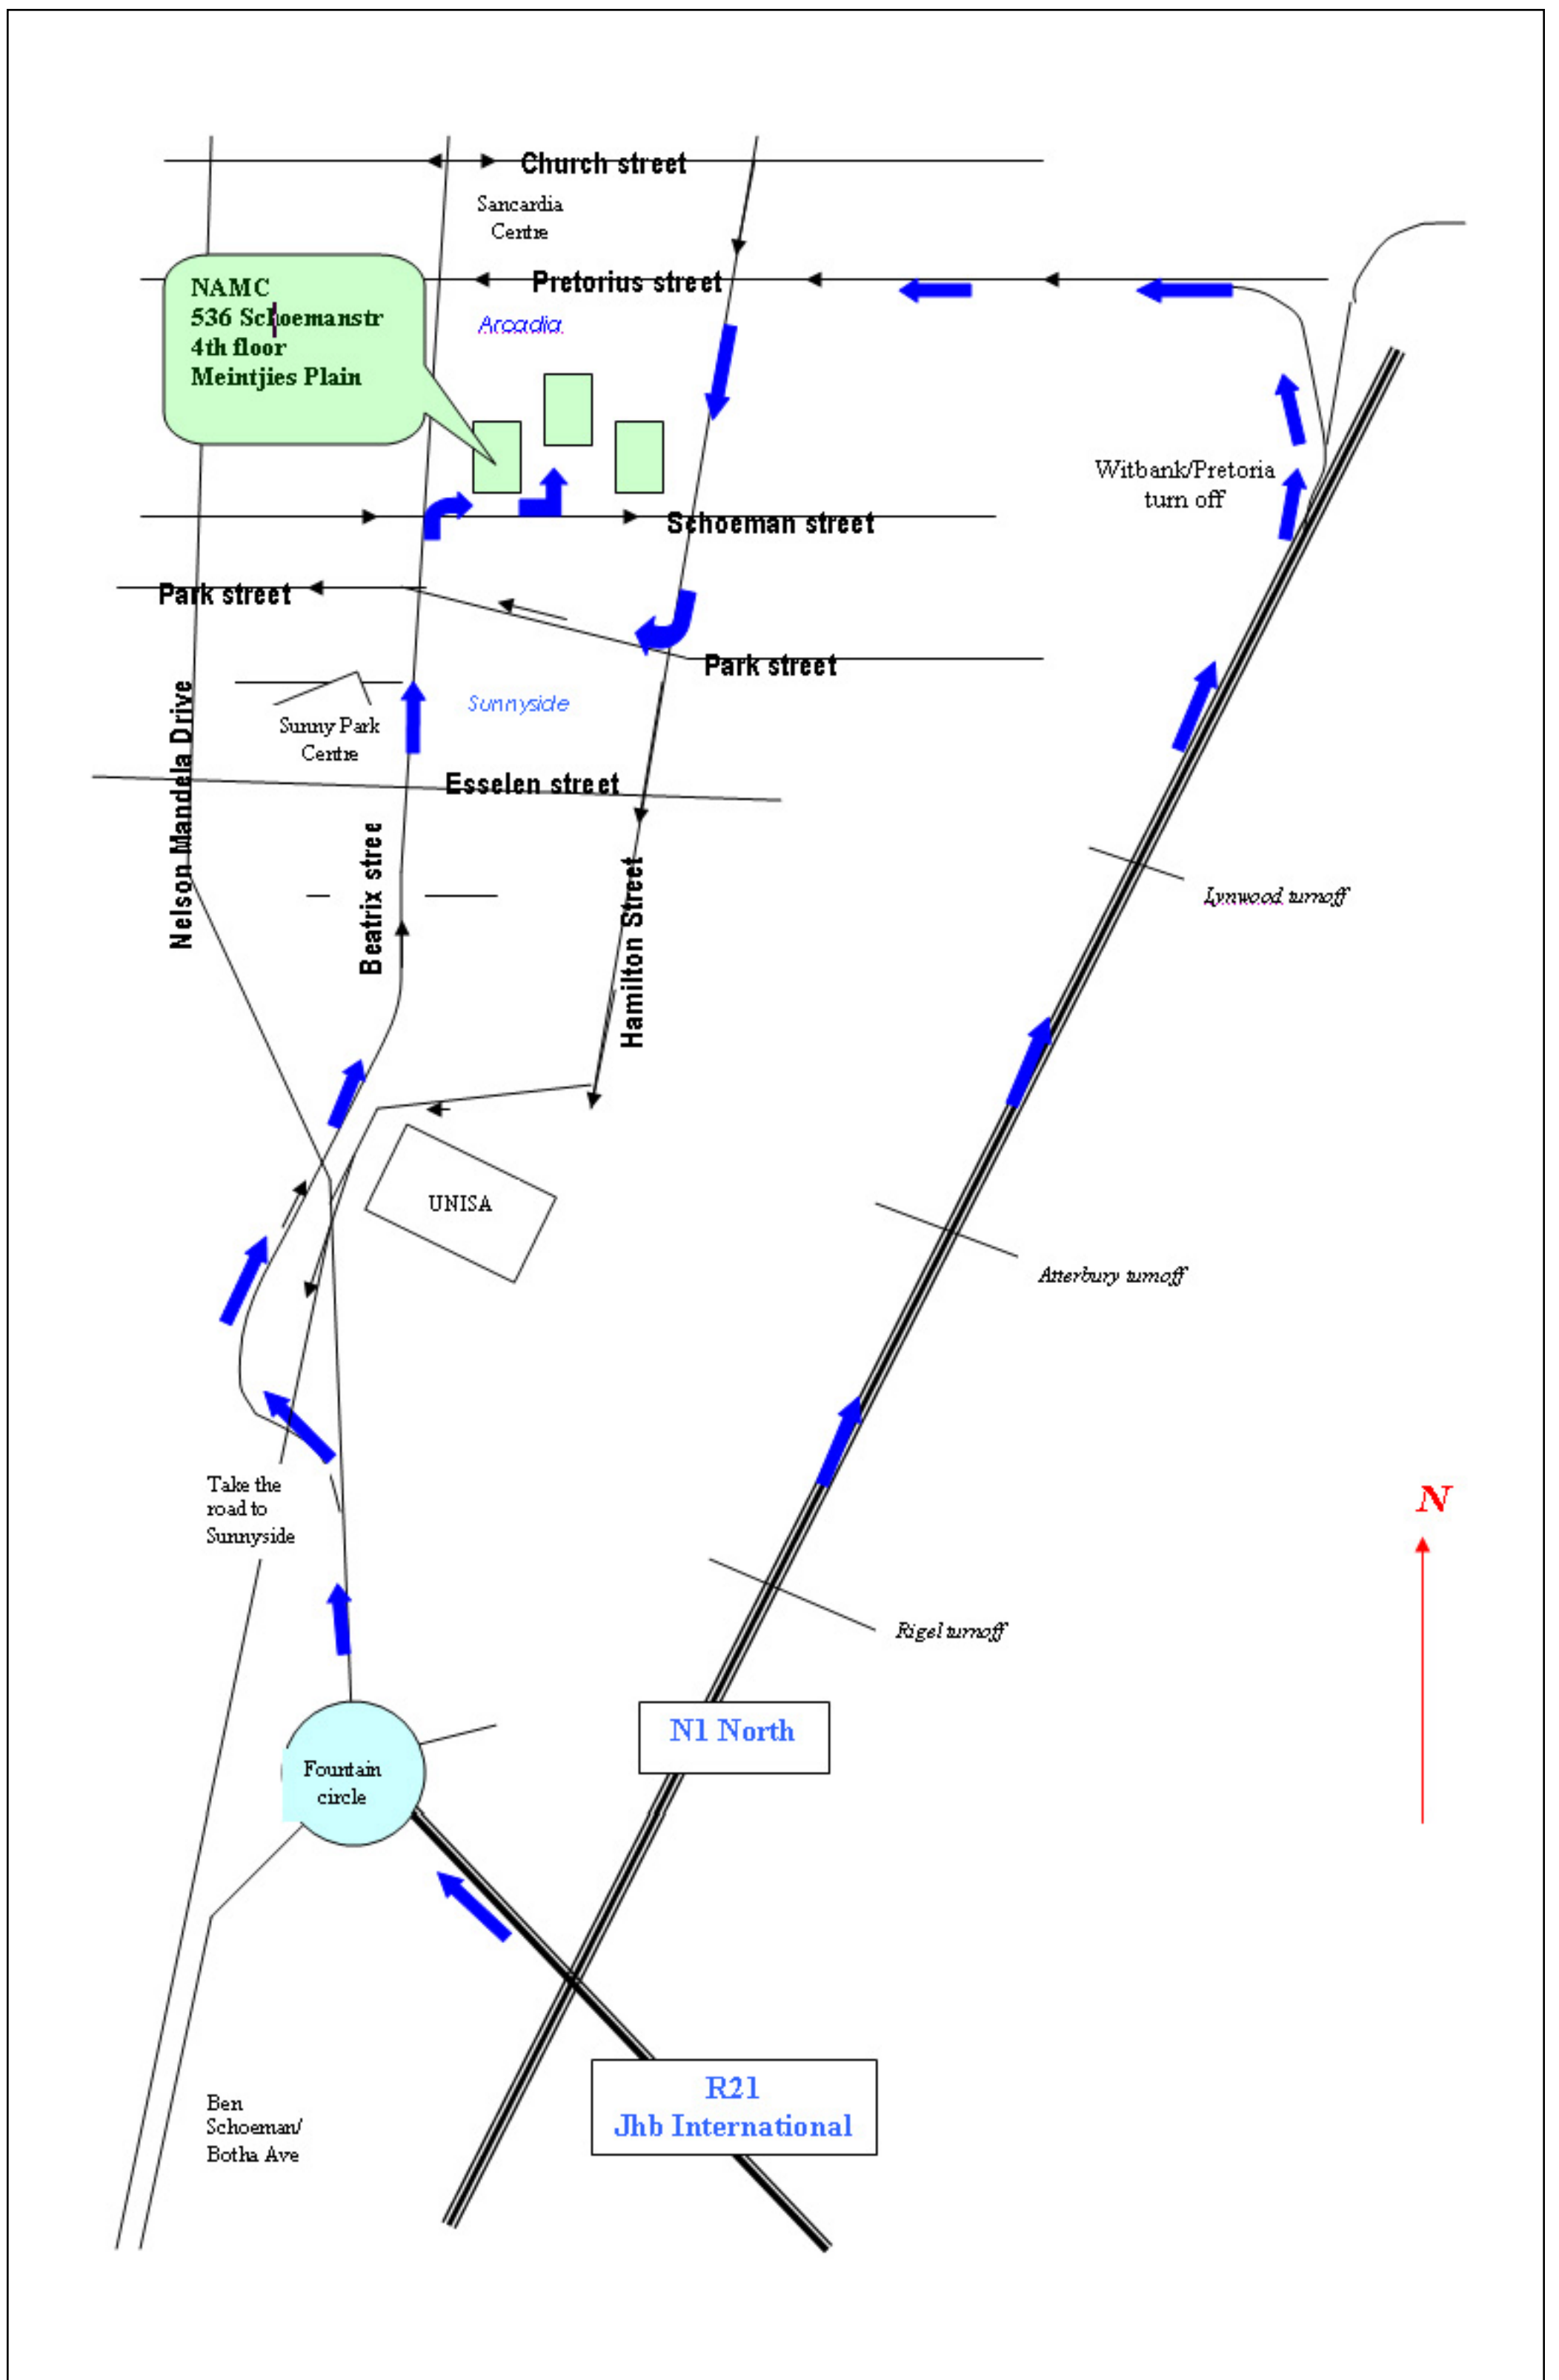 Church street
Sancardia
Centre
Pretorius street
NAMC
536 Schoemanstr
4th floor
Meintjies Plain
Arcadia
Witbank/Pretoria
turn off
Schoeman street
Park street
Park street
Nelson Mandela Drive
Sunnyside
Sunny Park
Centre
Esselen street
Beatrix stree
Hamilton Street
Lynwood turnoff
UNISA
Atterbury turnoff
Take the
road to
Sunnyside
N
Rigel turnoff
N1 North
Fountain
circle
R21
Jhb International
Ben
Schoeman/
Botha Ave